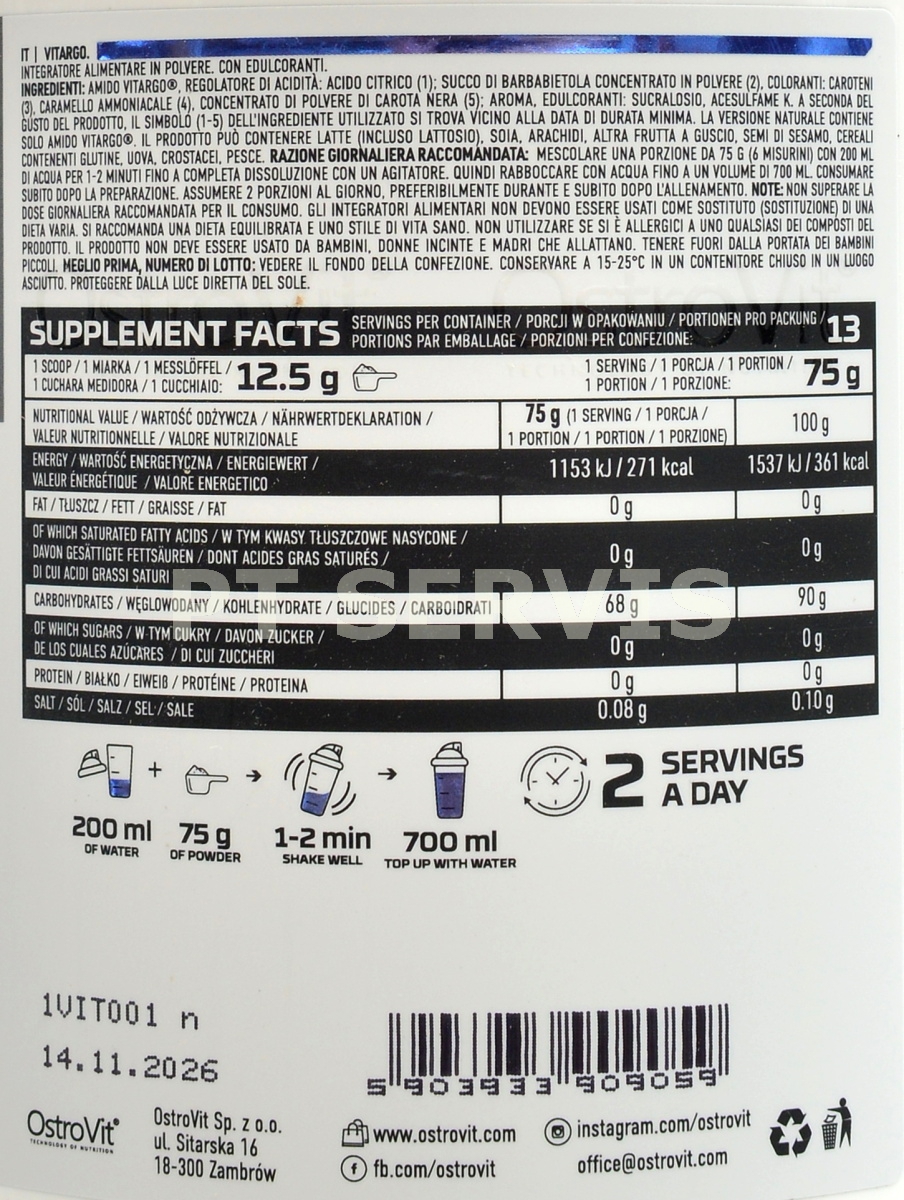 IT | VITARGO.
INTEGRATORE ALIMENTARE IN POLVERE. CON EDULCORANTI.
INGREDIENTI: AMIDO VITARGO®, REGOLATORE DI ACIDITÀ: ACIDO CITRICO (1); SUCCO DI BARBABIETOLA CONCENTRATO IN POLVERE (2), COLORANTI: CAROTENI
(3), CARAMELLO AMMONIACALE (4), CONCENTRATO DI POLVERE DI CAROTA NERA (5); AROMA, EDULCORANTI: SUCRALOSIO, ACESULFAME K. A SECONDA DEL
GUSTO DEL PRODOTTO, IL SIMBOLO (1-5) DELL'INGREDIENTE UTILIZZATO SI TROVA VICINO ALLA DATA DI DURATA MINIMA. LA VERSIONE NATURALE CONTIENE
SOLO AMIDO VITARGO®. IL PRODOTTO PUÒ CONTENERE LATTE (INCLUSO LATTOSIO), SOIA, ARACHIDI, ALTRA FRUTTA A GUSCIO, SEMI DI SESAMO, CEREALI
CONTENENTI GLUTINE, UOVA, CROSTACEI, PESCE. RAZIONE GIORNALIERA RACCOMANDATA: MESCOLARE UNA PORZIONE DA 75 G (6 MISURINI) CON 200 ML
DI ACQUA PER 1-2 MINUTI FINO A COMPLETA DISSOLUZIONE CON UN AGITATORE. QUINDI RABBOCCARE CON ACQUA FINO A UN VOLUME DI 700 ML. CONSUMARE
SUBITO DOPO LA PREPARAZIONE. ASSUMERE 2 PORZIONI AL GIORNO, PREFERIBILMENTE DURANTE E SUBITO DOPO L'ALLENAMENTO. NOTE: NON SUPERARE LA
DOSE GIORNALIERA RACCOMANDATA PER IL CONSUMO. GLI INTEGRATORI ALIMENTARI NON DEVONO ESSERE USATI COME SOSTITUTO (SOSTITUZIONE) DI UNA
DIETA VARIA. SI RACCOMANDA UNA DIETA EQUILIBRATA E UNO STILE DI VITA SANO. NON UTILIZZARE SE SI È ALLERGICI A UNO QUALSIASI DEI COMPOSTI DEL
PRODOTTO. IL PRODOTTO NON DEVE ESSERE USATO DA BAMBINI, DONNE INCINTE E MADRI CHE ALLATTANO. TENERE FUORI DALLA PORTATA DEI BAMBINI
PICCOLI. MEGLIO PRIMA, NUMERO DI LOTTO: VEDERE IL FONDO DELLA CONFEZIONE. CONSERVARE A 15-25°C IN UN CONTENITORE CHIUSO IN UN LUOGO
ASCIUTTO. PROTEGGERE DALLA LUCE DIRETTA DEL SOLE.
SUPPLEMENT FACTS SERVINGS PER CONTAINER / PORCJI W OPAKOWANIU / PORTIONEN PRO PACKUNG /
PORTIONS PAR EMBALLAGE / PORZIONI PER CONFEZIONE: 13
1 SCOOP / 1 MIARKA / 1 MESSLÖFFEL /
1 CUCHARA MEDIDORA / 1 CUCCHIAIO: 12.5 g
1 SERVING / 1 PORCJA / 1 PORTION /
1 PORTION / 1 PORZIONE: 75 g
NUTRITIONAL VALUE / WARTOŚĆ ODŻYWCZA / NÄHRWERTDEKLARATION /
VALEUR NUTRITIONNELLE / VALORE NUTRIZIONALE
75 g (1 SERVING / 1 PORCJA /
1 PORTION / 1 PORTION / 1 PORZIONE)
100 g
ENERGY / WARTOŚĆ ENERGETYCZNA / ENERGIEWERT /
VALEUR ÉNERGÉTIQUE / VALORE ENERGETICO
1153 kJ / 271 kcal 1537 kJ / 361 kcal
FAT / TŁUSZCZ / FETT / GRAISSE / FAT 0 g 0 g
OF WHICH SATURATED FATTY ACIDS / W TYM KWASY TŁUSZCZOWE NASYCONE /
DAVON GESÄTTIGTE FETTSÄUREN / DONT ACIDES GRAS SATURÉS /
DI CUI ACIDI GRASSI SATURI
0 g 0 g
PT SERVIS
CARBOHYDRATES / WĘGLOWODANY / KOHLENHYDRATE / GLUCIDES / CARBOIDRATI 68 g 90 g
OF WHICH SUGARS / W TYM CUKRY / DAVON ZUCKER /
DE LOS CUALES AZÚCARES / DI CUI ZUCCHERI
0 g 0 g
PROTEIN / BIAŁKO / EIWEIß / PROTÉINE / PROTEINA 0 g 0 g
SALT / SÓL / SALZ / SEL / SALE 0.08 g 0.10 g
200 ml
OF WATER
+
75 g
OF POWDER
1-2 min
SHAKE WELL
700 ml
TOP UP WITH WATER
2 SERVINGS
A DAY
1VIT001 n
14.11.2026
5 903933 909059
OstroVit®
TECHNOLOGY OF NUTRITION
OstroVit Sp. z o.o.
ul. Sitarska 16
18-300 Zambrów
www.ostrovit.com
fb.com/ostrovit
instagram.com/ostrovit
office@ostrovit.com